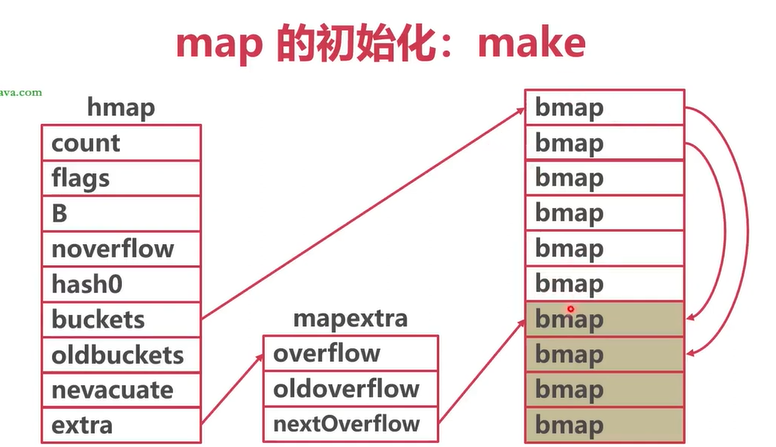 map 的初始化：make
ava.com
hmap
count
flags
B
noverflow
hash0
buckets
oldbuckets
nevacuate
extra
mapextra
overflow
oldoverflow
nextOverflow
bmap
bmap
bmap
bmap
bmap
bmap
bmap
bmap
bmap
bmap